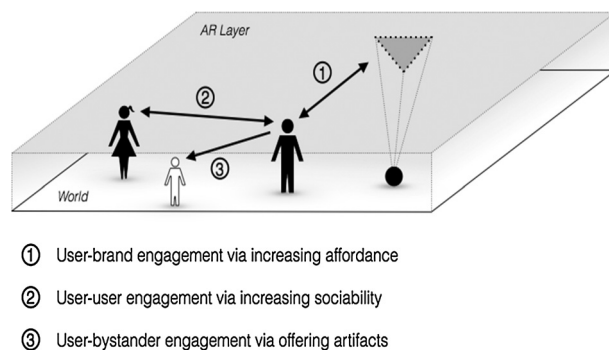 AR Layer
①
②
③
World
① User-brand engagement via increasing affordance
② User-user engagement via increasing sociability
③ User-bystander engagement via offering artifacts